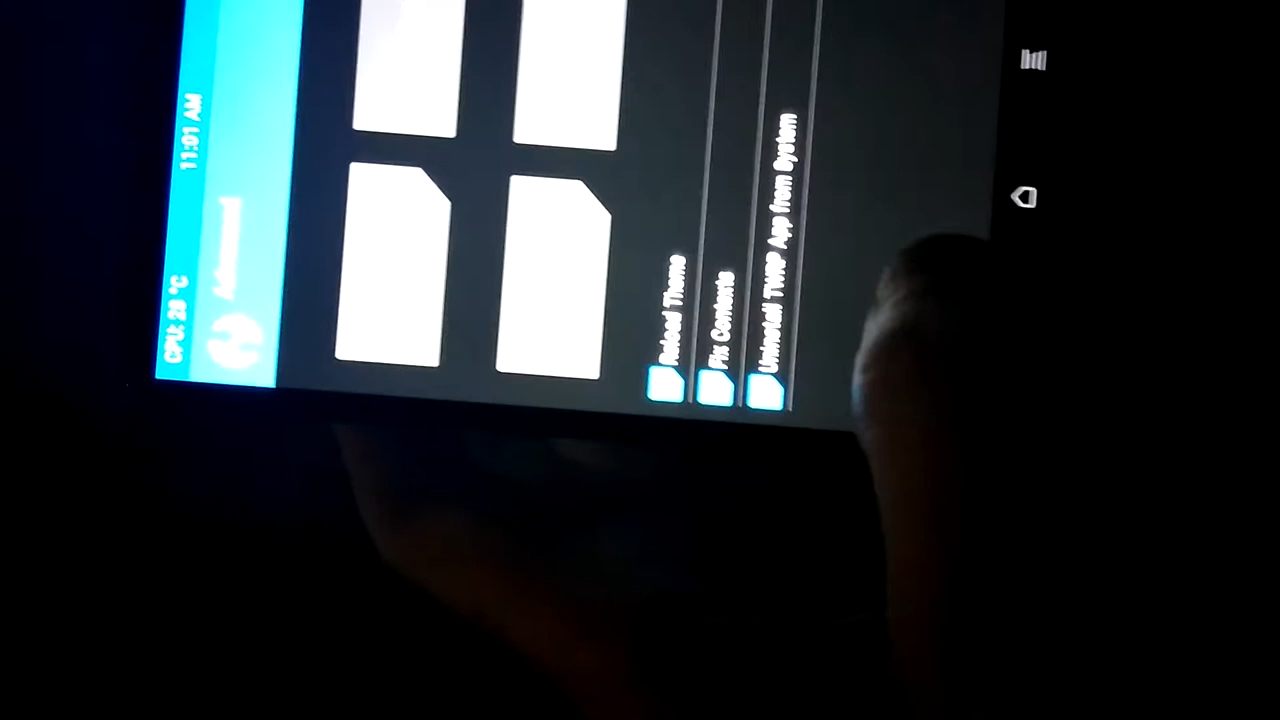 11:01 AM
CPU: 28 °C
Advanced
Reload Theme
Fix Contexts
Uninstall TWRP App from System